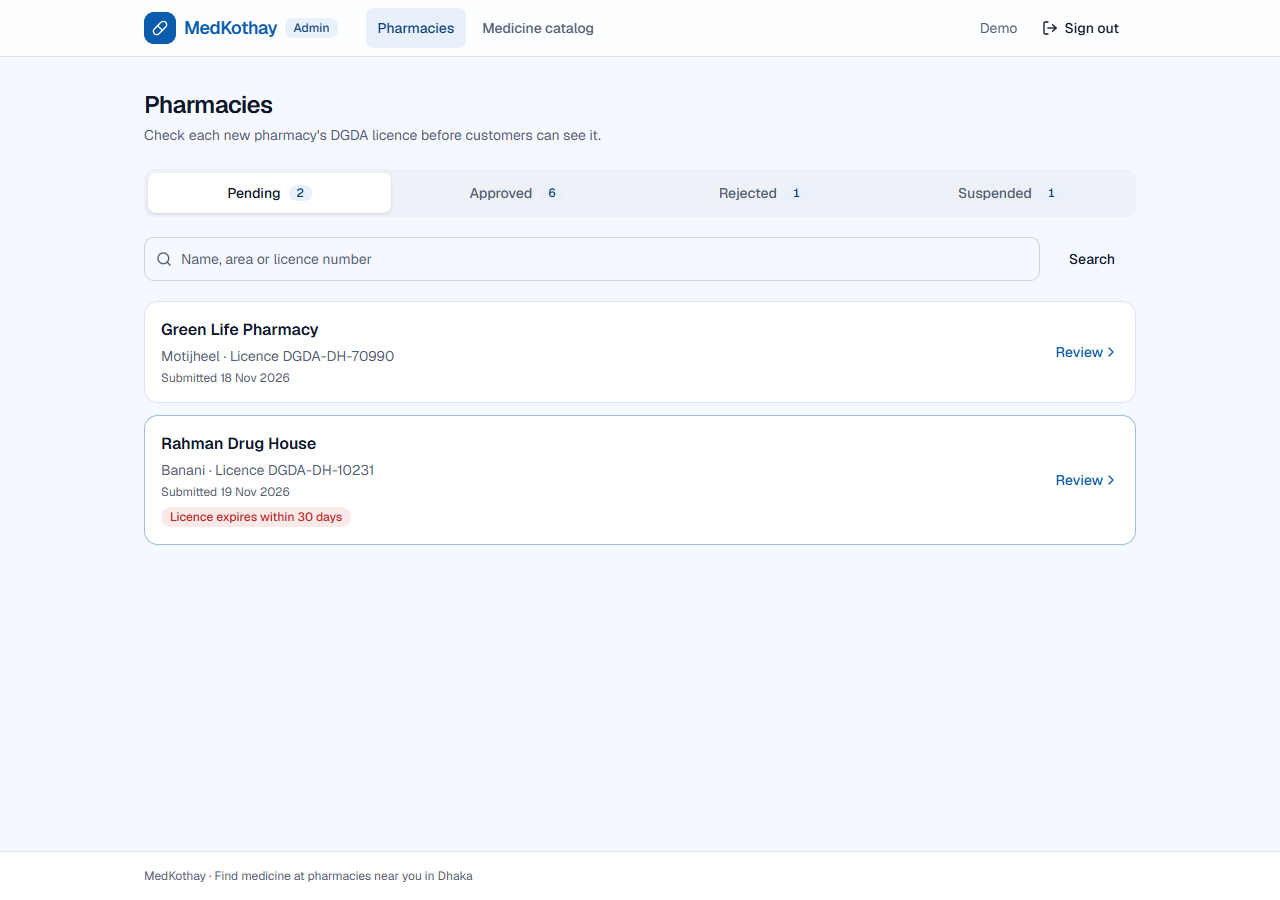 MedKothay Admin Pharmacies Medicine catalog Demo Sign out
Pharmacies
Check each new pharmacy's DGDA licence before customers can see it.
Pending 2 Approved 6 Rejected 1 Suspended 1
Name, area or licence number Search
Green Life Pharmacy
Motijheel · Licence DGDA-DH-70990
Review
Submitted 18 Nov 2026
Rahman Drug House
Banani · Licence DGDA-DH-10231
Review
Submitted 19 Nov 2026
Licence expires within 30 days
MedKothay · Find medicine at pharmacies near you in Dhaka